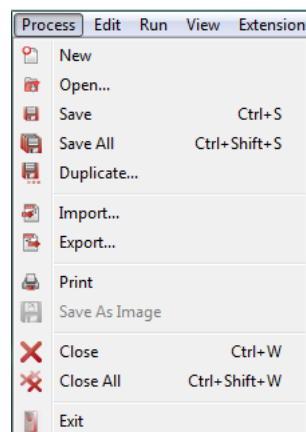 Process Edit Run View Extension
New
Open...
Save Ctrl+S
Save All Ctrl+Shift+S
Duplicate...
Import...
Export...
Print
Save As Image
Close Ctrl+W
Close All Ctrl+Shift+W
Exit